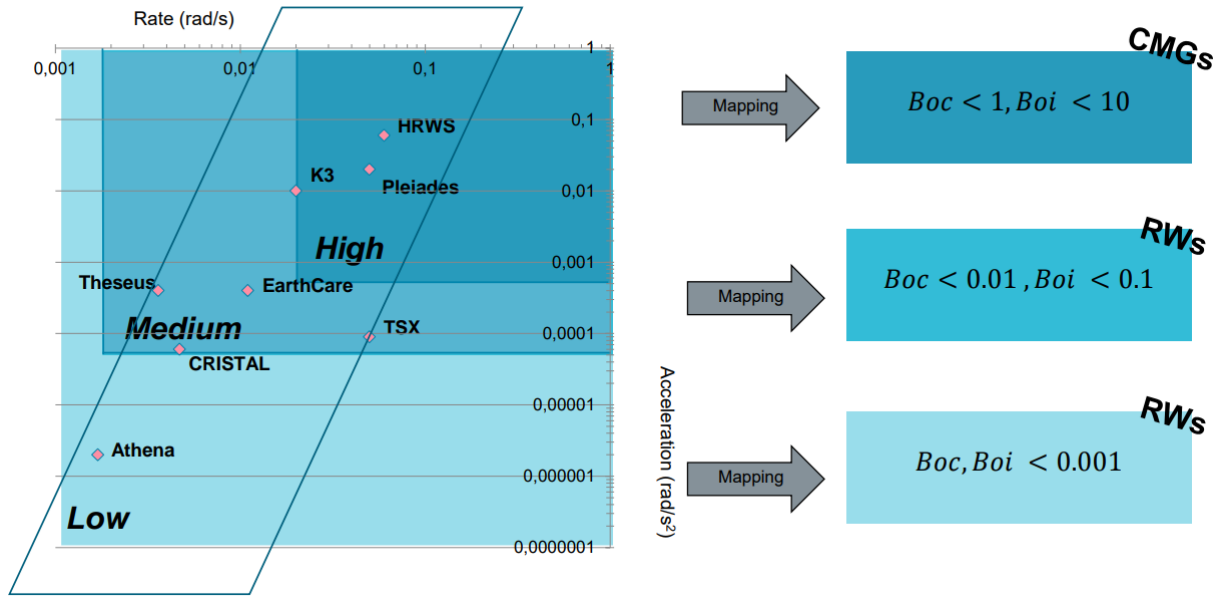 Rate (rad/s)
0,001
0,01
0,1
1
1
0,1
0,01
0,001
0,0001
0,00001
0,000001
0,0000001
Acceleration (rad/s²)
HRWS
K3
Pleiades
High
Theseus
EarthCare
Medium
TSX
CRISTAL
Athena
Low
Mapping
CMGs
Boc < 1, Boi < 10
Mapping
RWs
Boc < 0.01 , Boi < 0.1
Mapping
RWs
Boc, Boi < 0.001